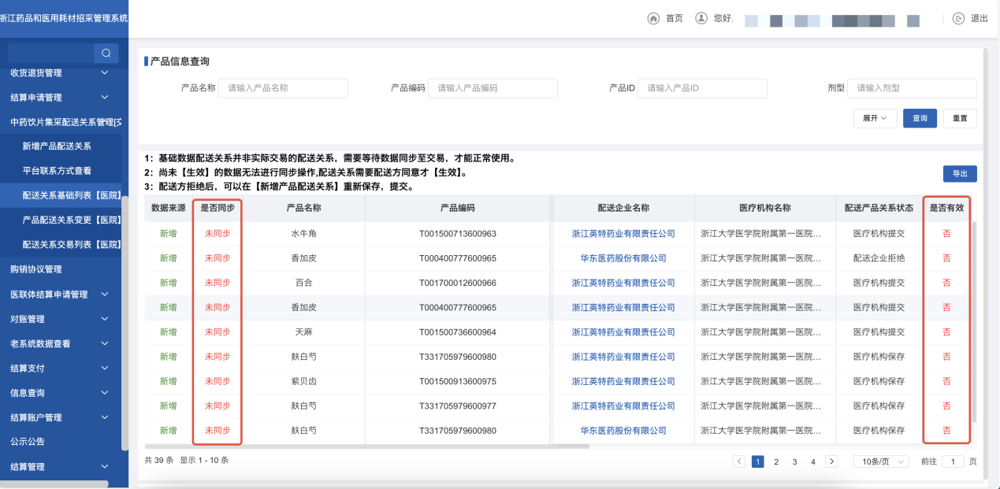 浙江药品和医用耗材招采管理系统
首页 您好, 退出
收货退货管理
结算申请管理
中药饮片集采配送关系管理[交
新增产品配送关系
平台联系方式查看
配送关系基础列表【医院】
产品配送关系变更【医院】
配送关系交易列表【医院】
购销协议管理
医联体结算申请管理
对账管理
老系统数据查看
结算支付
信息查询
结算账户管理
公示公告
结算管理
产品信息查询
产品名称 请输入产品名称 产品编码 请输入产品编码 产品ID 请输入产品ID 剂型 请输入剂型
展开 查询 重置
1：基础数据配送关系并非实际交易的配送关系，需要等待数据同步至交易，才能正常使用。
2：尚未【生效】的数据无法进行同步操作,配送关系需要配送方同意才【生效】。
3：配送方拒绝后，可以在【新增产品配送关系】重新保存，提交。
导出
数据来源 是否同步 产品名称 产品编码 配送企业名称 医疗机构名称 配送产品关系状态 是否有效
新增 未同步 水牛角 T001500713600963 浙江英特药业有限责任公司 浙江大学医学院附属第一医院... 医疗机构提交 否
新增 未同步 香加皮 T000400777600965 华东医药股份有限公司 浙江大学医学院附属第一医院... 配送企业拒绝 否
新增 未同步 百合 T001700012600966 浙江英特药业有限责任公司 浙江大学医学院附属第一医院... 医疗机构提交 否
新增 未同步 香加皮 T000400777600965 浙江英特药业有限责任公司 浙江大学医学院附属第一医院... 医疗机构提交 否
新增 未同步 天麻 T001500736600964 浙江英特药业有限责任公司 浙江大学医学院附属第一医院... 医疗机构提交 否
新增 未同步 麸白芍 T331705979600980 浙江英特药业有限责任公司 浙江大学医学院附属第一医院... 医疗机构保存 否
新增 未同步 紫贝齿 T001500913600975 浙江英特药业有限责任公司 浙江大学医学院附属第一医院... 医疗机构保存 否
新增 未同步 麸白芍 T331705979600977 浙江英特药业有限责任公司 浙江大学医学院附属第一医院... 医疗机构保存 否
新增 未同步 麸白芍 T331705979600980 华东医药股份有限公司 浙江大学医学院附属第一医院... 医疗机构保存 否
共 39 条 显示 1 - 10 条 1 2 3 4 10条/页 前往 1 页